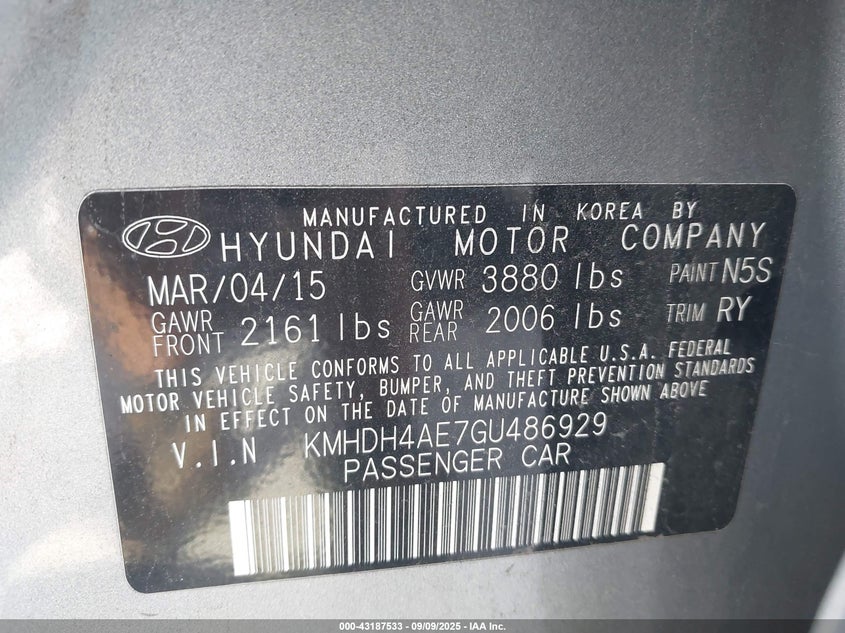 MANUFACTURED IN KOREA BY
HYUNDAI MOTOR COMPANY
MAR/04/15 GVWR 3880 lbs PAINT N5S
GAWR FRONT 2161 lbs GAWR REAR 2006 lbs TRIM RY
THIS VEHICLE CONFORMS TO ALL APPLICABLE U.S.A. FEDERAL
MOTOR VEHICLE SAFETY, BUMPER, AND THEFT PREVENTION STANDARDS
IN EFFECT ON THE DATE OF MANUFACTURE SHOWN ABOVE
V.I.N KMHDH4AE7GU486929
PASSENGER CAR
000-43187533 - 09/09/2025 - IAA Inc.